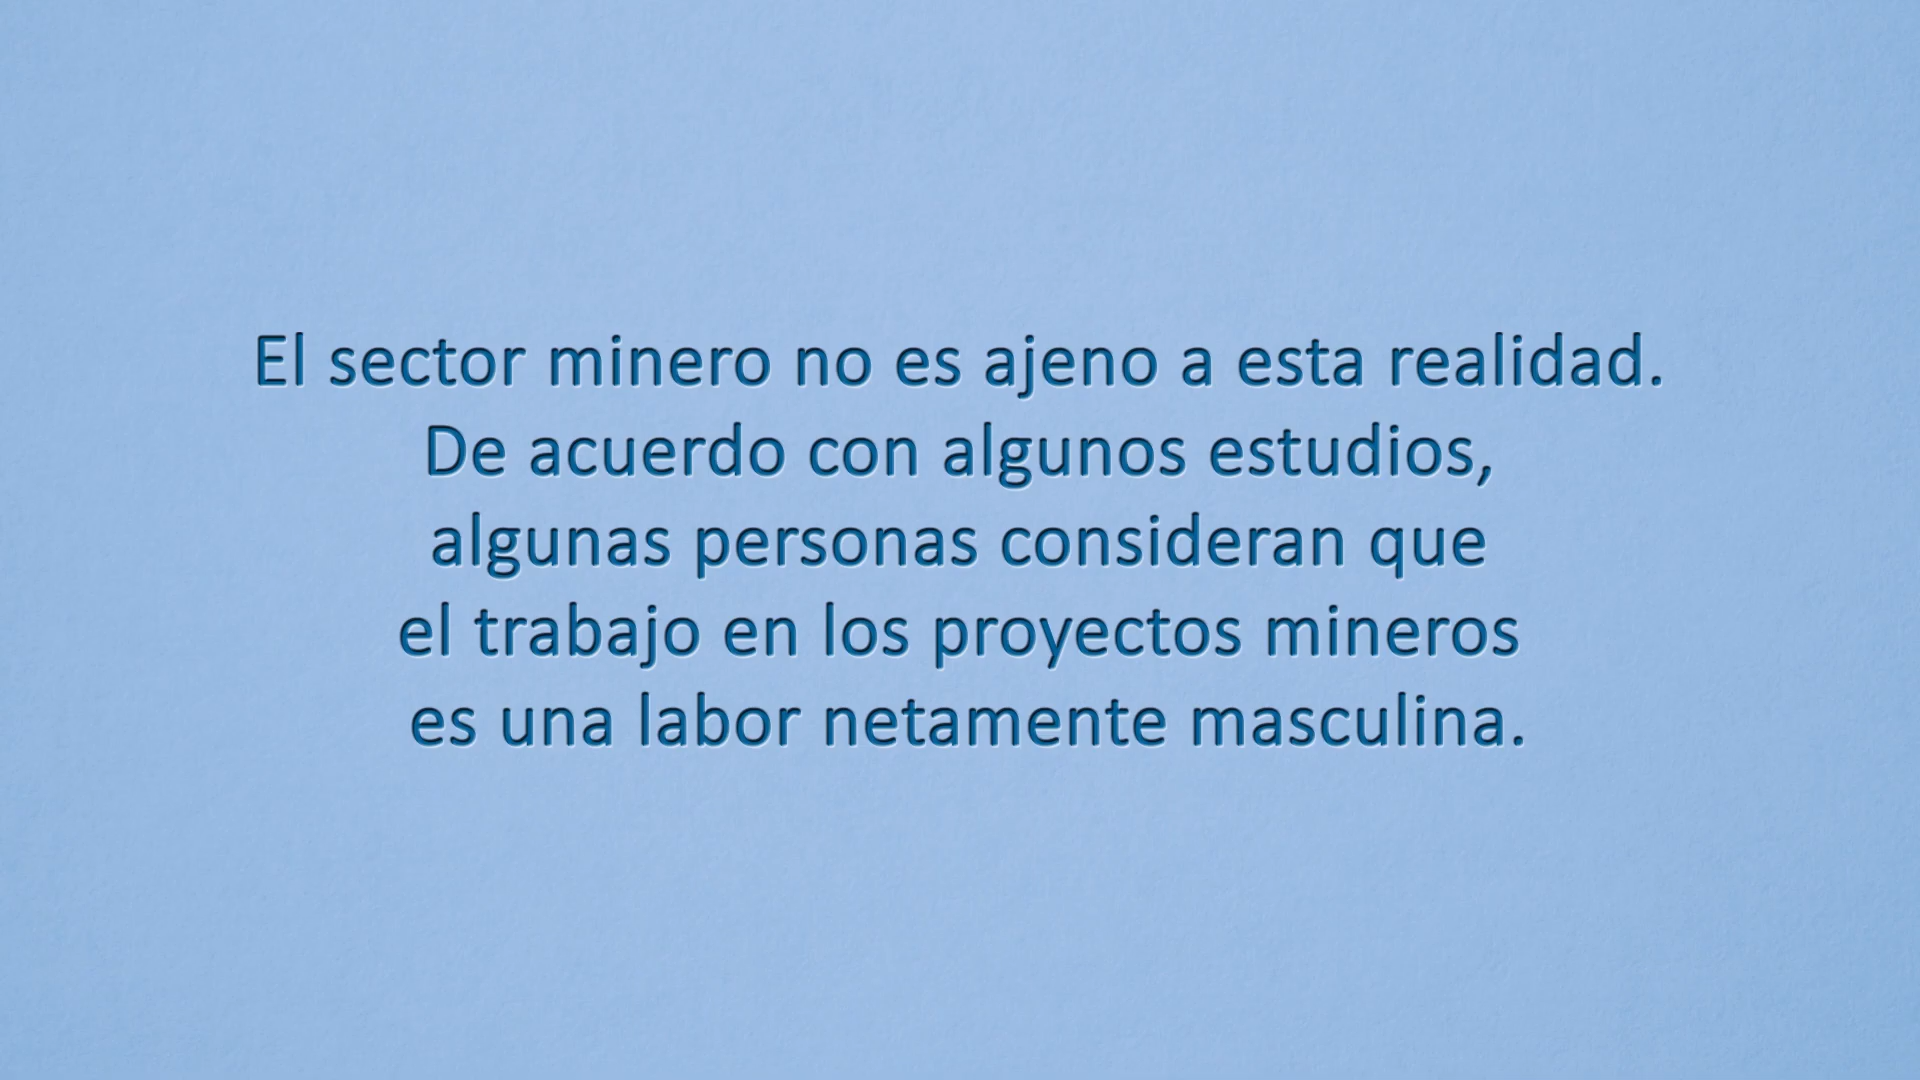 El sector minero no es ajeno a esta realidad.
De acuerdo con algunos estudios,
algunas personas consideran que
el trabajo en los proyectos mineros
es una labor netamente masculina.